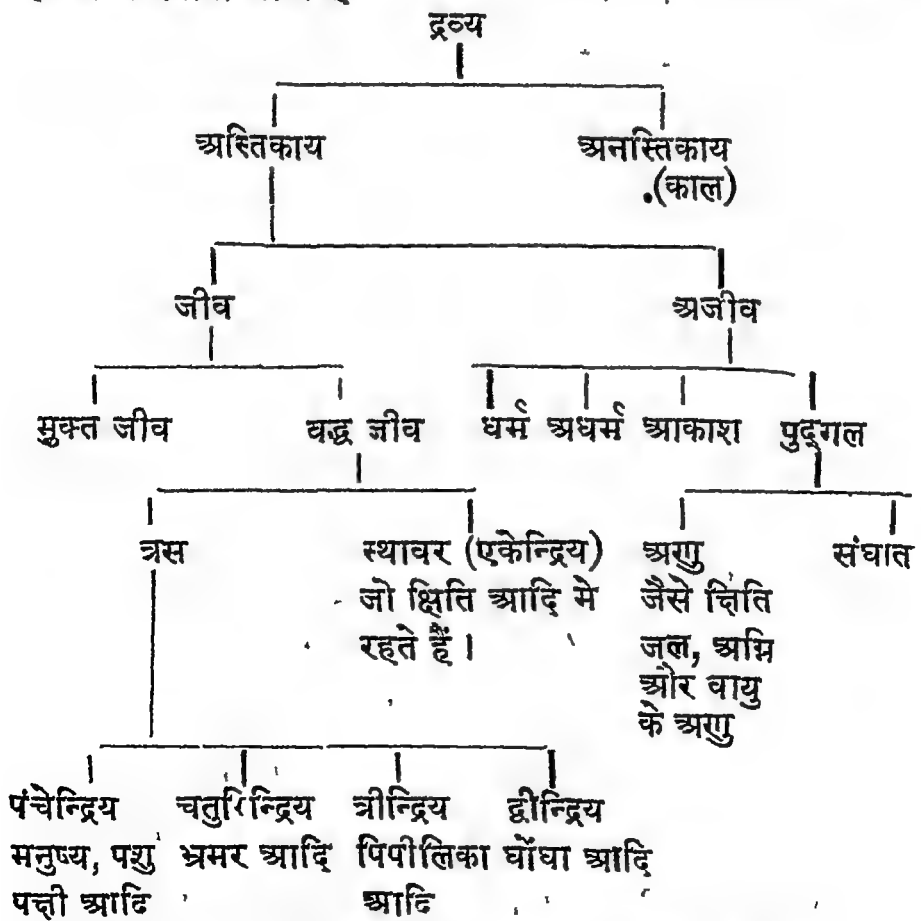 द्रव्य
अस्तिकाय अनस्तिकाय
(काल)
जीव अजीव
मुक्त जीव वद्ध जीव धर्म अधर्म आकाश पुद्गल
त्रस स्थावर (एकेन्द्रिय) अणु संघात
जो क्षिति आदि मे जैसे क्षिति
रहते हैं । जल, अग्नि
और वायु
के अणु
पंचेन्द्रिय चतुरिन्द्रिय त्रीन्द्रिय द्वीन्द्रिय
मनुष्य, पशु भ्रमर आदि पिपीलिका घोंघा आदि
पक्षी आदि आदि